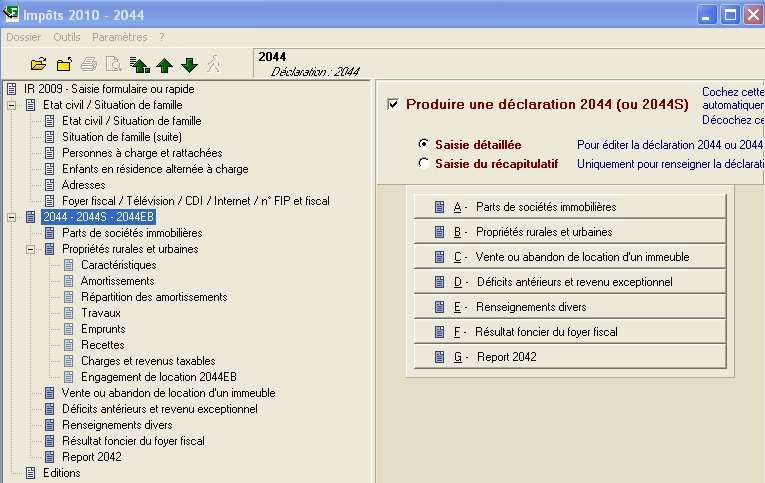 Impôts 2010 - 2044
Dossier Outils Paramètres ?
2044
Déclaration : 2044
IR 2009 - Saisie formulaire ou rapide
Etat civil / Situation de famille
Etat civil / Situation de famille
Situation de famille (suite)
Personnes à charge et rattachées
Enfants en résidence alternée à charge
Adresses
Foyer fiscal / Télévision / CDI / Internet / n° FIP et fiscal
2044 - 2044S - 2044EB
Parts de sociétés immobilières
Propriétés rurales et urbaines
Caractéristiques
Amortissements
Répartition des amortissements
Travaux
Emprunts
Recettes
Charges et revenus taxables
Engagement de location 2044EB
Vente ou abandon de location d'un immeuble
Déficits antérieurs et revenu exceptionnel
Renseignements divers
Résultat foncier du foyer fiscal
Report 2042
Editions
Produire une déclaration 2044 (ou 2044S)
Cochez cette
automatiquer
Décochez ce
Saisie détaillée
Pour éditer la déclaration 2044 ou 2044
Saisie du récapitulatif
Uniquement pour renseigner la déclarati
A - Parts de sociétés immobilières
B - Propriétés rurales et urbaines
C - Vente ou abandon de location d'un immeuble
D - Déficits antérieurs et revenu exceptionnel
E - Renseignements divers
F - Résultat foncier du foyer fiscal
G - Report 2042